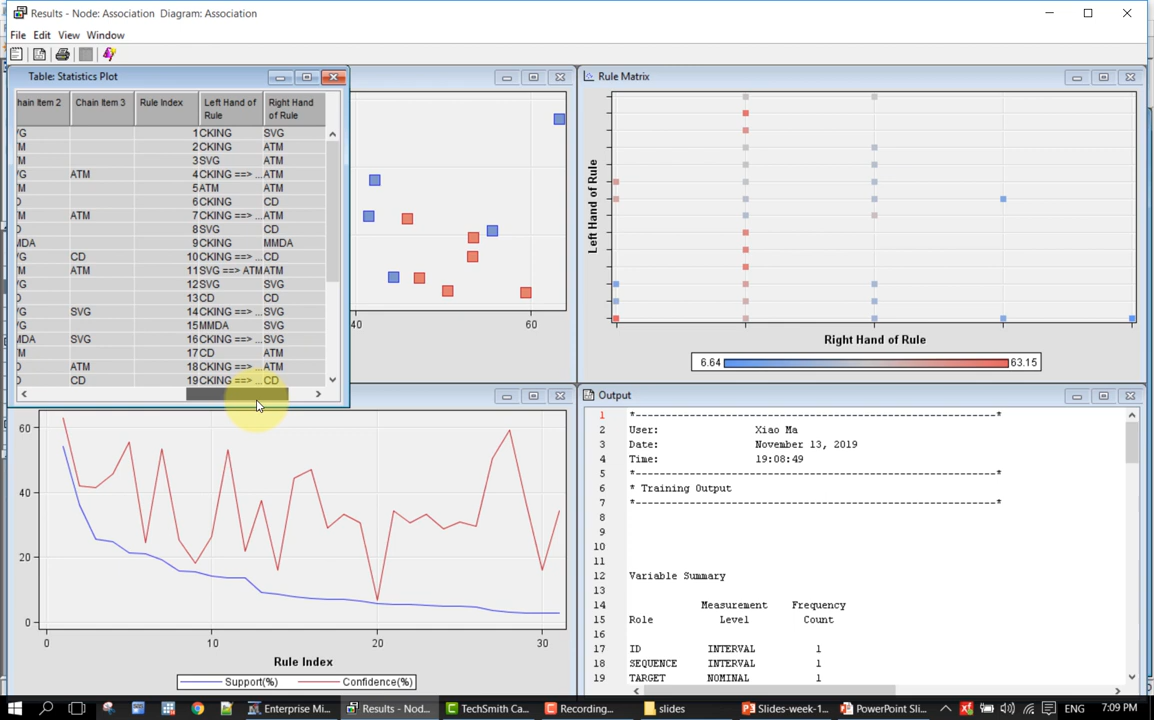 Results - Node: Association Diagram: Association
File Edit View Window
Table: Statistics Plot
hain Item 2 Chain Item 3 Rule Index Left Hand of Rule Right Hand of Rule
/G 1 CKING SVG
M 2 CKING ATM
M 3 SVG ATM
/G ATM 4 CKING ==> ... ATM
M 5 ATM ATM
D 6 CKING CD
M ATM 7 CKING ==> ... ATM
D 8 SVG CD
MDA 9 CKING MMDA
/G CD 10 CKING ==> ... CD
M ATM 11 SVG ==> ATM ATM
/G 12 SVG SVG
D 13 CD CD
/G SVG 14 CKING ==> ... SVG
/G 15 MMDA SVG
MDA SVG 16 CKING ==> ... SVG
M 17 CD ATM
D ATM 18 CKING ==> ... ATM
D CD 19 CKING ==> ... CD
40 60
Rule Matrix
Left Hand of Rule
Right Hand of Rule
6.64 63.15
60
40
20
0
0 10 20 30
Rule Index
Support(%) Confidence(%)
Output
1 *------------------------------------------------------------*
2 User: Xiao Ma
3 Date: November 13, 2019
4 Time: 19:08:49
5 *------------------------------------------------------------*
6 * Training Output
7 *------------------------------------------------------------*
8
9
10
11
12 Variable Summary
13
14 Measurement Frequency
15 Role Level Count
16
17 ID INTERVAL 1
18 SEQUENCE INTERVAL 1
19 TARGET NOMINAL 1
Enterprise Mi... Results - Nod... TechSmith Ca... Recording... slides Slides-week-1... PowerPoint Sli... ENG 7:09 PM